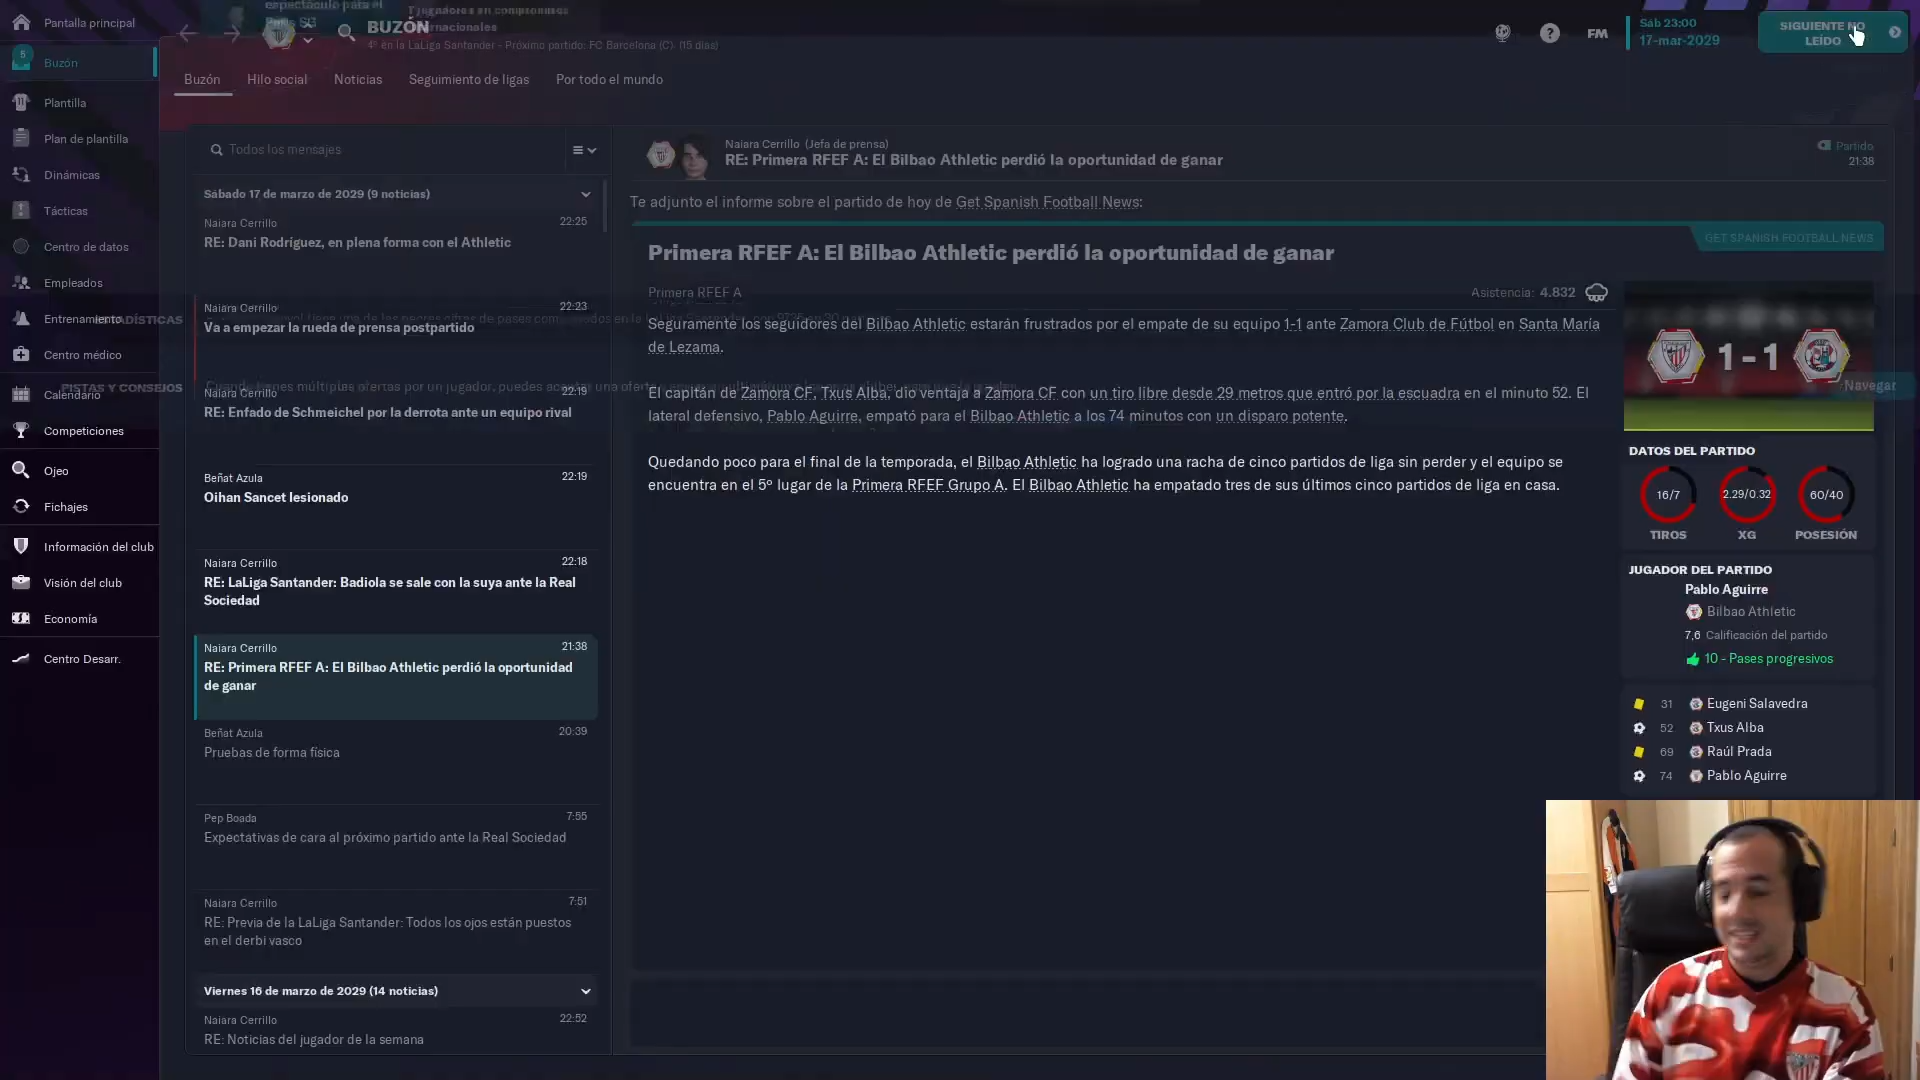 Pantalla principal
Buzón
5
Plantilla
Plan de plantilla
Dinámicas
Tácticas
Centro de datos
Empleados
Entrenamiento
Centro médico
Calendario
Competiciones
Ojeo
Fichajes
Información del club
Visión del club
Economía
Centro Desarr.
ESTADÍSTICAS
PISTAS Y CONSEJOS
espectáculo para el
BUZÓN
4º en la LaLiga Santander - Próximo partido: FC Barcelona (C) (15 días)
FM
Sáb 23:00
17-mar-2029
SIGUIENTE NO
LEÍDO
Buzón
Hilo social
Noticias
Seguimiento de ligas
Por todo el mundo
Todos los mensajes
Sábado 17 de marzo de 2029 (9 noticias)
Naiara Cerrillo
22:25
RE: Dani Rodríguez, en plena forma con el Athletic
Naiara Cerrillo
22:23
Va a empezar la rueda de prensa postpartido
Naiara Cerrillo
22:19
RE: Enfado de Schmeichel por la derrota ante un equipo rival
Beñat Azula
22:19
Oihan Sancet lesionado
Naiara Cerrillo
22:18
RE: LaLiga Santander: Badiola se sale con la suya ante la Real
Sociedad
Naiara Cerrillo
21:38
RE: Primera RFEF A: El Bilbao Athletic perdió la oportunidad
de ganar
Beñat Azula
20:39
Pruebas de forma física
Pep Boada
7:55
Expectativas de cara al próximo partido ante la Real Sociedad
Naiara Cerrillo
7:51
RE: Previa de la LaLiga Santander: Todos los ojos están puestos
en el derbi vasco
Viernes 16 de marzo de 2029 (14 noticias)
Naiara Cerrillo
22:52
RE: Noticias del jugador de la semana
Naiara Cerrillo (Jefa de prensa)
RE: Primera RFEF A: El Bilbao Athletic perdió la oportunidad de ganar
Partido
21:38
Te adjunto el informe sobre el partido de hoy de Get Spanish Football News:
GET SPANISH FOOTBALL NEWS
Primera RFEF A: El Bilbao Athletic perdió la oportunidad de ganar
Primera RFEF A
Asistencia: 4.832
Seguramente los seguidores del Bilbao Athletic estarán frustrados por el empate de su equipo 1-1 ante Zamora Club de Fútbol en Santa María
de Lezama.
El capitán de Zamora CF, Txus Alba, dio ventaja a Zamora CF con un tiro libre desde 29 metros que entró por la escuadra en el minuto 52. El
lateral defensivo, Pablo Aguirre, empató para el Bilbao Athletic a los 74 minutos con un disparo potente.
Quedando poco para el final de la temporada, el Bilbao Athletic ha logrado una racha de cinco partidos de liga sin perder y el equipo se
encuentra en el 5º lugar de la Primera RFEF Grupo A. El Bilbao Athletic ha empatado tres de sus últimos cinco partidos de liga en casa.
1-1
Navegar
DATOS DEL PARTIDO
16/7
2.29/0.32
60/40
TIROS
XG
POSESIÓN
JUGADOR DEL PARTIDO
Pablo Aguirre
Bilbao Athletic
7,6 Calificación del partido
10 - Pases progresivos
31 Eugeni Salavedra
52 Txus Alba
69 Raúl Prada
74 Pablo Aguirre